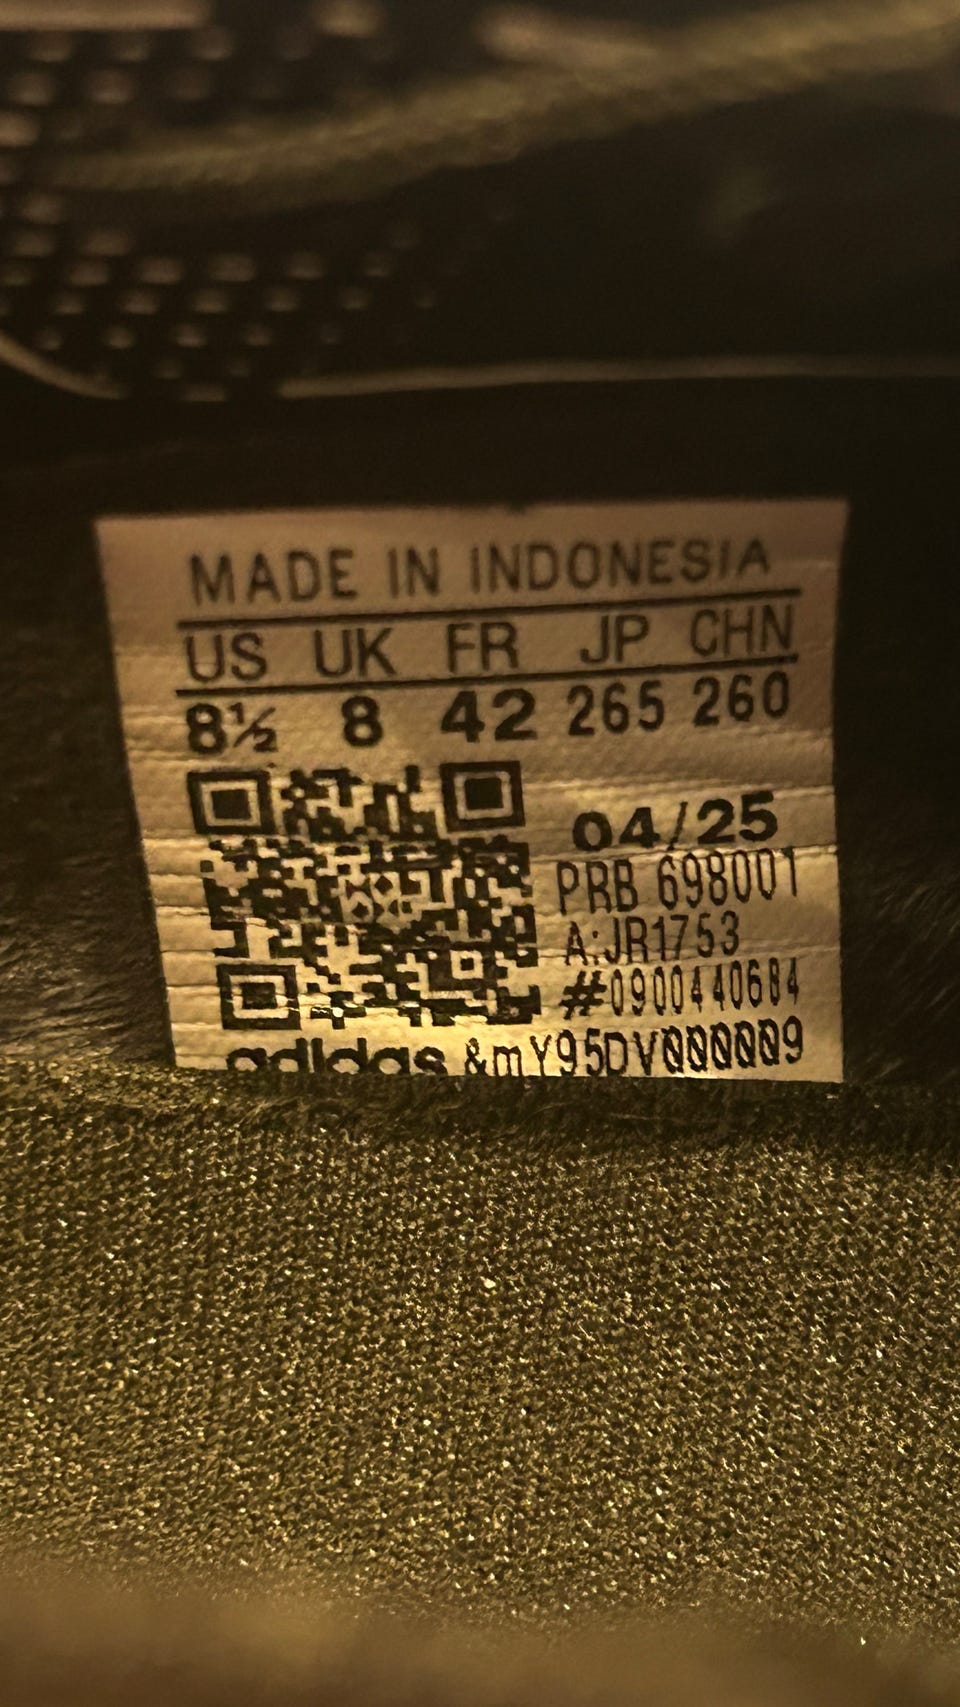 MADE IN INDONESIA
US UK FR JP CHN
8½ 8 42 265 260
04/25
PRB 698001
A:JR1753
#0900440684
adidas &mY95DV0000009